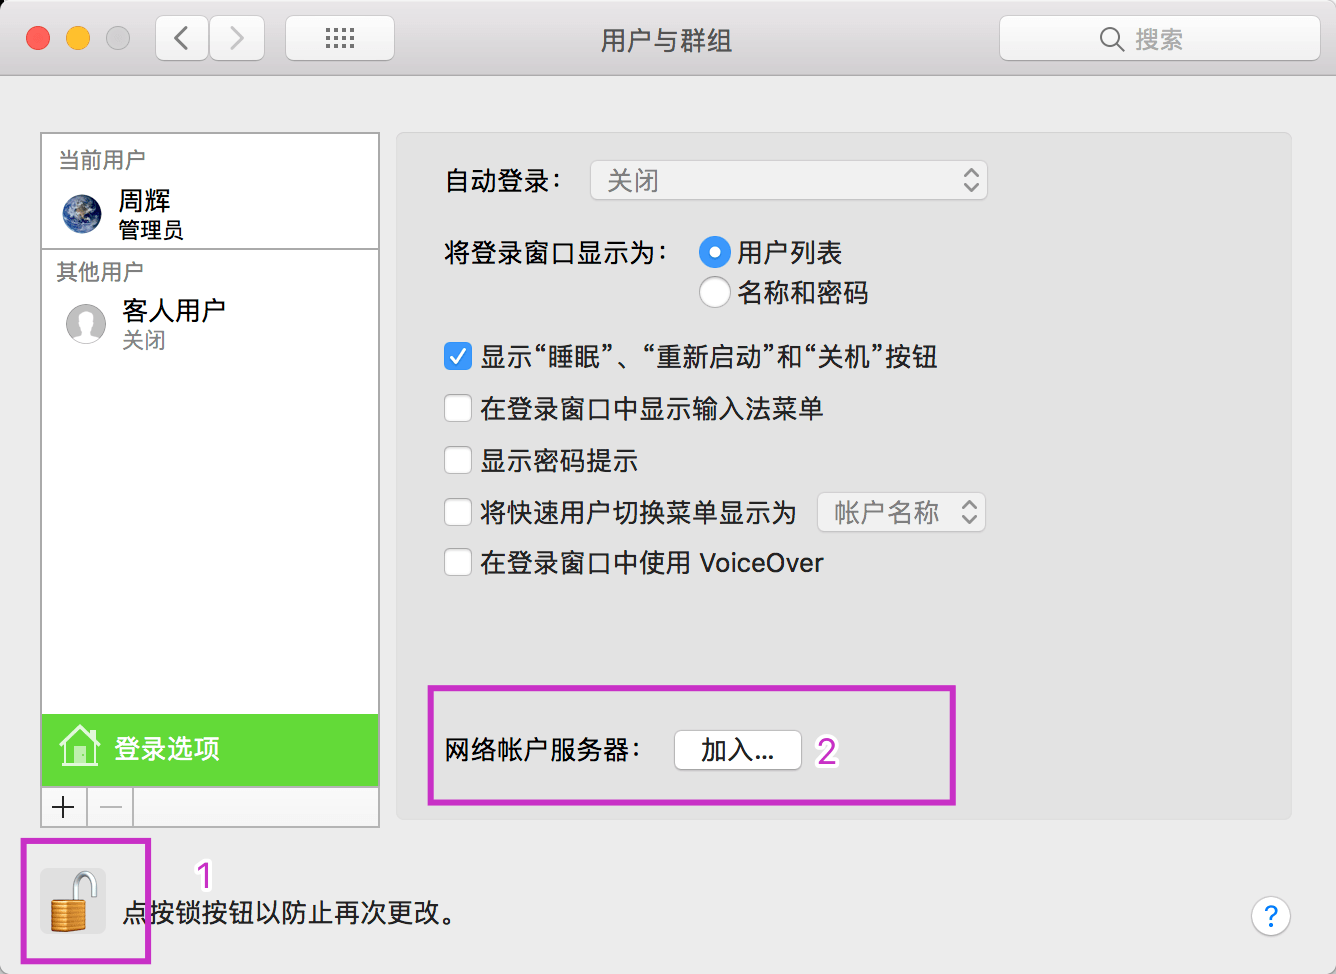 用户与群组
搜索
当前用户
周辉
管理员
其他用户
客人用户
关闭
登录选项
自动登录： 关闭
将登录窗口显示为： 用户列表
名称和密码
显示“睡眠”、“重新启动”和“关机”按钮
在登录窗口中显示输入法菜单
显示密码提示
将快速用户切换菜单显示为 帐户名称
在登录窗口中使用 VoiceOver
网络帐户服务器： 加入... 2
1
点按锁按钮以防止再次更改。
?